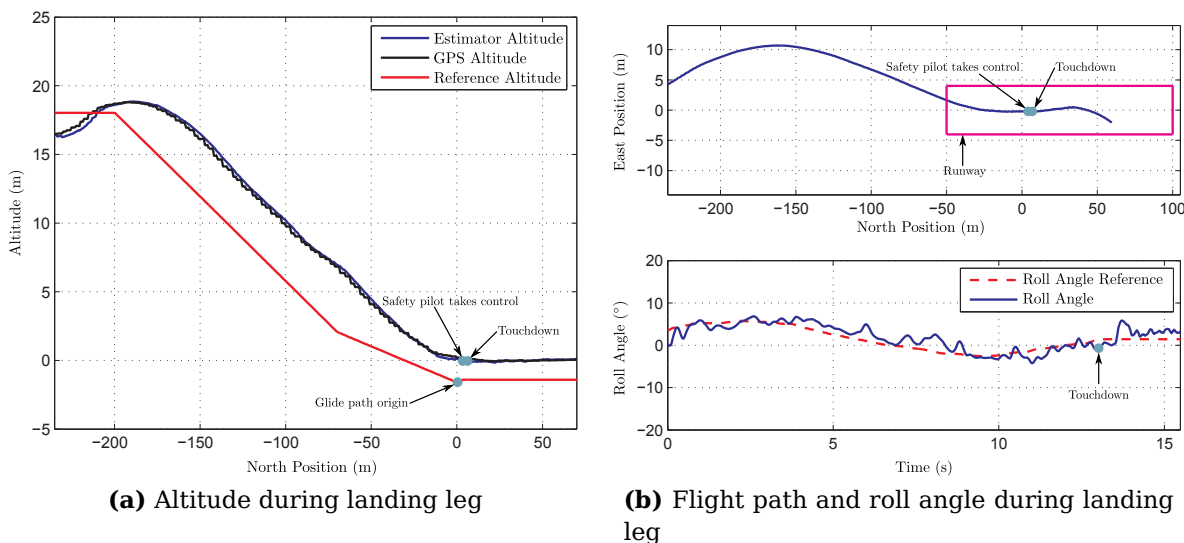 25
20
15
10
5
0
−5
Altitude (m)
Estimator Altitude
GPS Altitude
Reference Altitude
Safety pilot takes control
Touchdown
Glide path origin
−200
−150
−100
−50
0
50
North Position (m)
(a) Altitude during landing leg
10
5
0
−5
−10
East Position (m)
Safety pilot takes control
Touchdown
Runway
−200
−150
−100
−50
0
50
100
North Position (m)
20
10
0
−10
−20
Roll Angle (°)
Roll Angle Reference
Roll Angle
Touchdown
0
5
10
15
Time (s)
(b) Flight path and roll angle during landing
leg